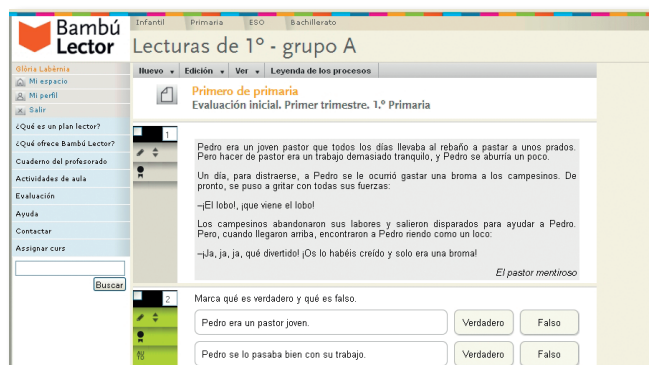 Bambú
Lector
Infantil Primaria ESO Bachillerato
Lecturas de 1º - grupo A
Glòria Labèrnia
Mi espacio
Mi perfil
Salir
¿Qué es un plan lector?
¿Qué ofrece Bambú Lector?
Cuaderno del profesorado
Actividades de aula
Evaluación
Ayuda
Contactar
Assignar curs
Buscar
Nuevo Edición Ver Leyenda de los procesos
Primero de primaria
Evaluación inicial. Primer trimestre. 1.º Primaria
1
Pedro era un joven pastor que todos los días llevaba al rebaño a pastar a unos prados.
Pero hacer de pastor era un trabajo demasiado tranquilo, y Pedro se aburría un poco.
Un día, para distraerse, a Pedro se le ocurrió gastar una broma a los campesinos. De
pronto, se puso a gritar con todas sus fuerzas:
–¡El lobo!, ¡que viene el lobo!
Los campesinos abandonaron sus labores y salieron disparados para ayudar a Pedro.
Pero, cuando llegaron arriba, encontraron a Pedro riendo como un loco:
–¡Ja, ja, ja, qué divertido! ¡Os lo habéis creído y solo era una broma!
El pastor mentiroso
2
Marca qué es verdadero y qué es falso.
Pedro era un pastor joven. Verdadero Falso
Pedro se lo pasaba bien con su trabajo. Verdadero Falso